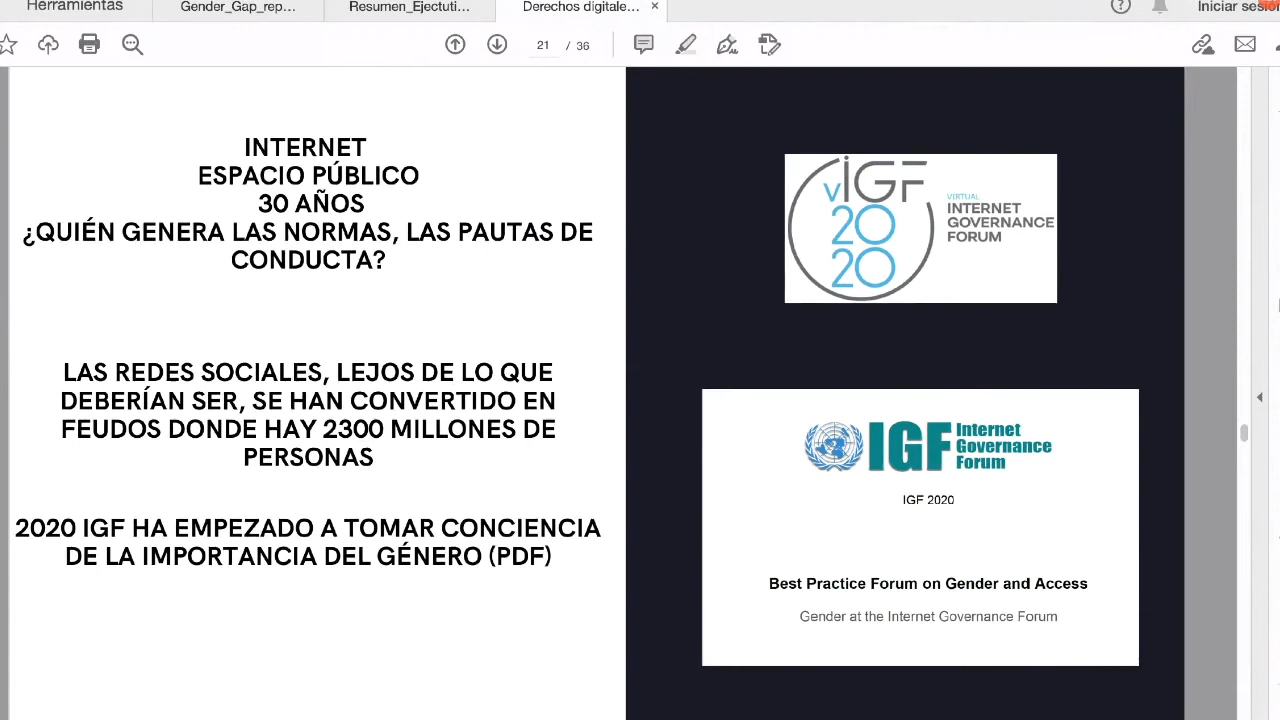 Herramientas
Gender_Gap_rep...
Resumen_Ejectuti...
Derechos digitale...
Iniciar sesión
21 / 36
INTERNET
ESPACIO PÚBLICO
30 AÑOS
¿QUIÉN GENERA LAS NORMAS, LAS PAUTAS DE
CONDUCTA?
LAS REDES SOCIALES, LEJOS DE LO QUE
DEBERÍAN SER, SE HAN CONVERTIDO EN
FEUDOS DONDE HAY 2300 MILLONES DE
PERSONAS
2020 IGF HA EMPEZADO A TOMAR CONCIENCIA
DE LA IMPORTANCIA DEL GÉNERO (PDF)
vIGF
20
20
VIRTUAL
INTERNET
GOVERNANCE
FORUM
IGF
Internet
Governance
Forum
IGF 2020
Best Practice Forum on Gender and Access
Gender at the Internet Governance Forum